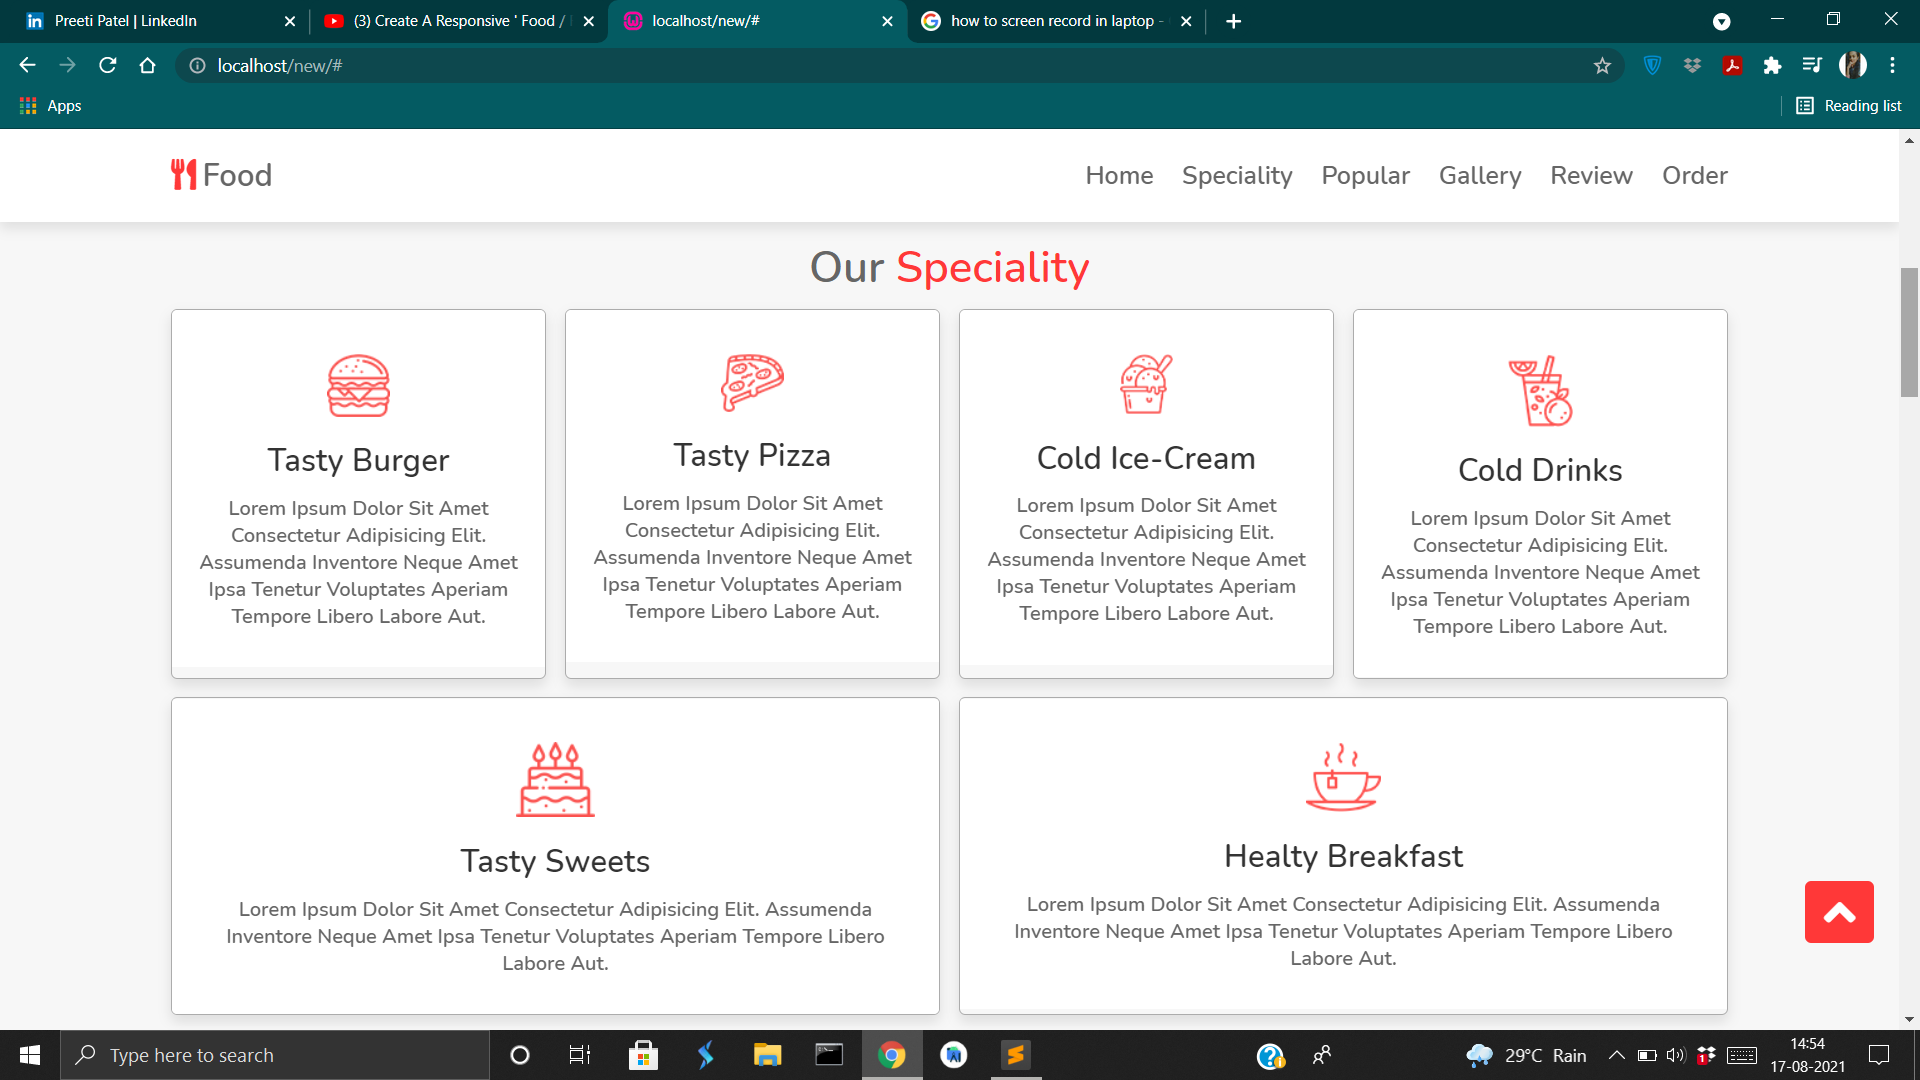 Preeti Patel | LinkedIn
(3) Create A Responsive ' Food /
localhost/new/#
how to screen record in laptop -
localhost/new/#
Apps
Reading list
Food
Home Speciality Popular Gallery Review Order
Our Speciality
Tasty Burger
Lorem Ipsum Dolor Sit Amet
Consectetur Adipisicing Elit.
Assumenda Inventore Neque Amet
Ipsa Tenetur Voluptates Aperiam
Tempore Libero Labore Aut.
Tasty Pizza
Lorem Ipsum Dolor Sit Amet
Consectetur Adipisicing Elit.
Assumenda Inventore Neque Amet
Ipsa Tenetur Voluptates Aperiam
Tempore Libero Labore Aut.
Cold Ice-Cream
Lorem Ipsum Dolor Sit Amet
Consectetur Adipisicing Elit.
Assumenda Inventore Neque Amet
Ipsa Tenetur Voluptates Aperiam
Tempore Libero Labore Aut.
Cold Drinks
Lorem Ipsum Dolor Sit Amet
Consectetur Adipisicing Elit.
Assumenda Inventore Neque Amet
Ipsa Tenetur Voluptates Aperiam
Tempore Libero Labore Aut.
Tasty Sweets
Lorem Ipsum Dolor Sit Amet Consectetur Adipisicing Elit. Assumenda
Inventore Neque Amet Ipsa Tenetur Voluptates Aperiam Tempore Libero
Labore Aut.
Healty Breakfast
Lorem Ipsum Dolor Sit Amet Consectetur Adipisicing Elit. Assumenda
Inventore Neque Amet Ipsa Tenetur Voluptates Aperiam Tempore Libero
Labore Aut.
Type here to search
29°C Rain
14:54
17-08-2021